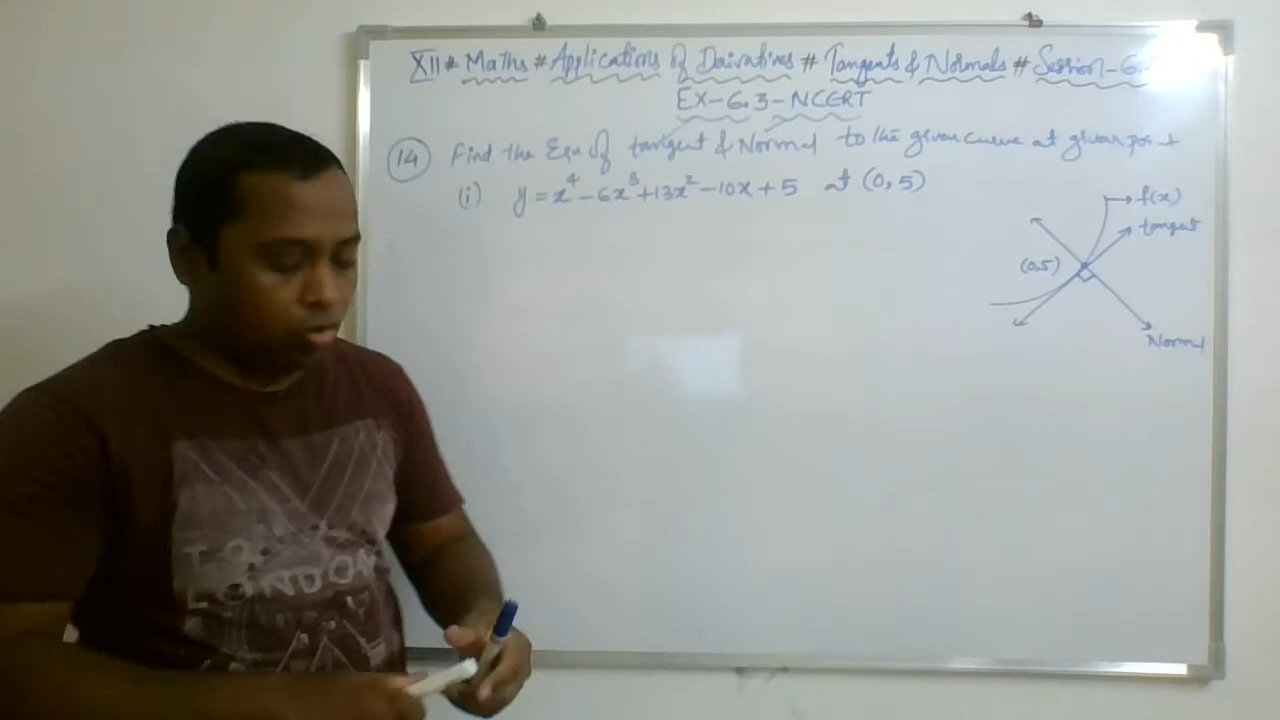 XII # Maths # Applications of Derivatives # Tangents & Normals # Session - 6.
EX-6.3-NCERT
(14) Find the Eqn of tangent & Normal to the given curve at given point
(i) y = x⁴ - 6x³ + 13x² - 10x + 5 at (0, 5)
f(x)
tangent
(0,5)
Normal
LONDON